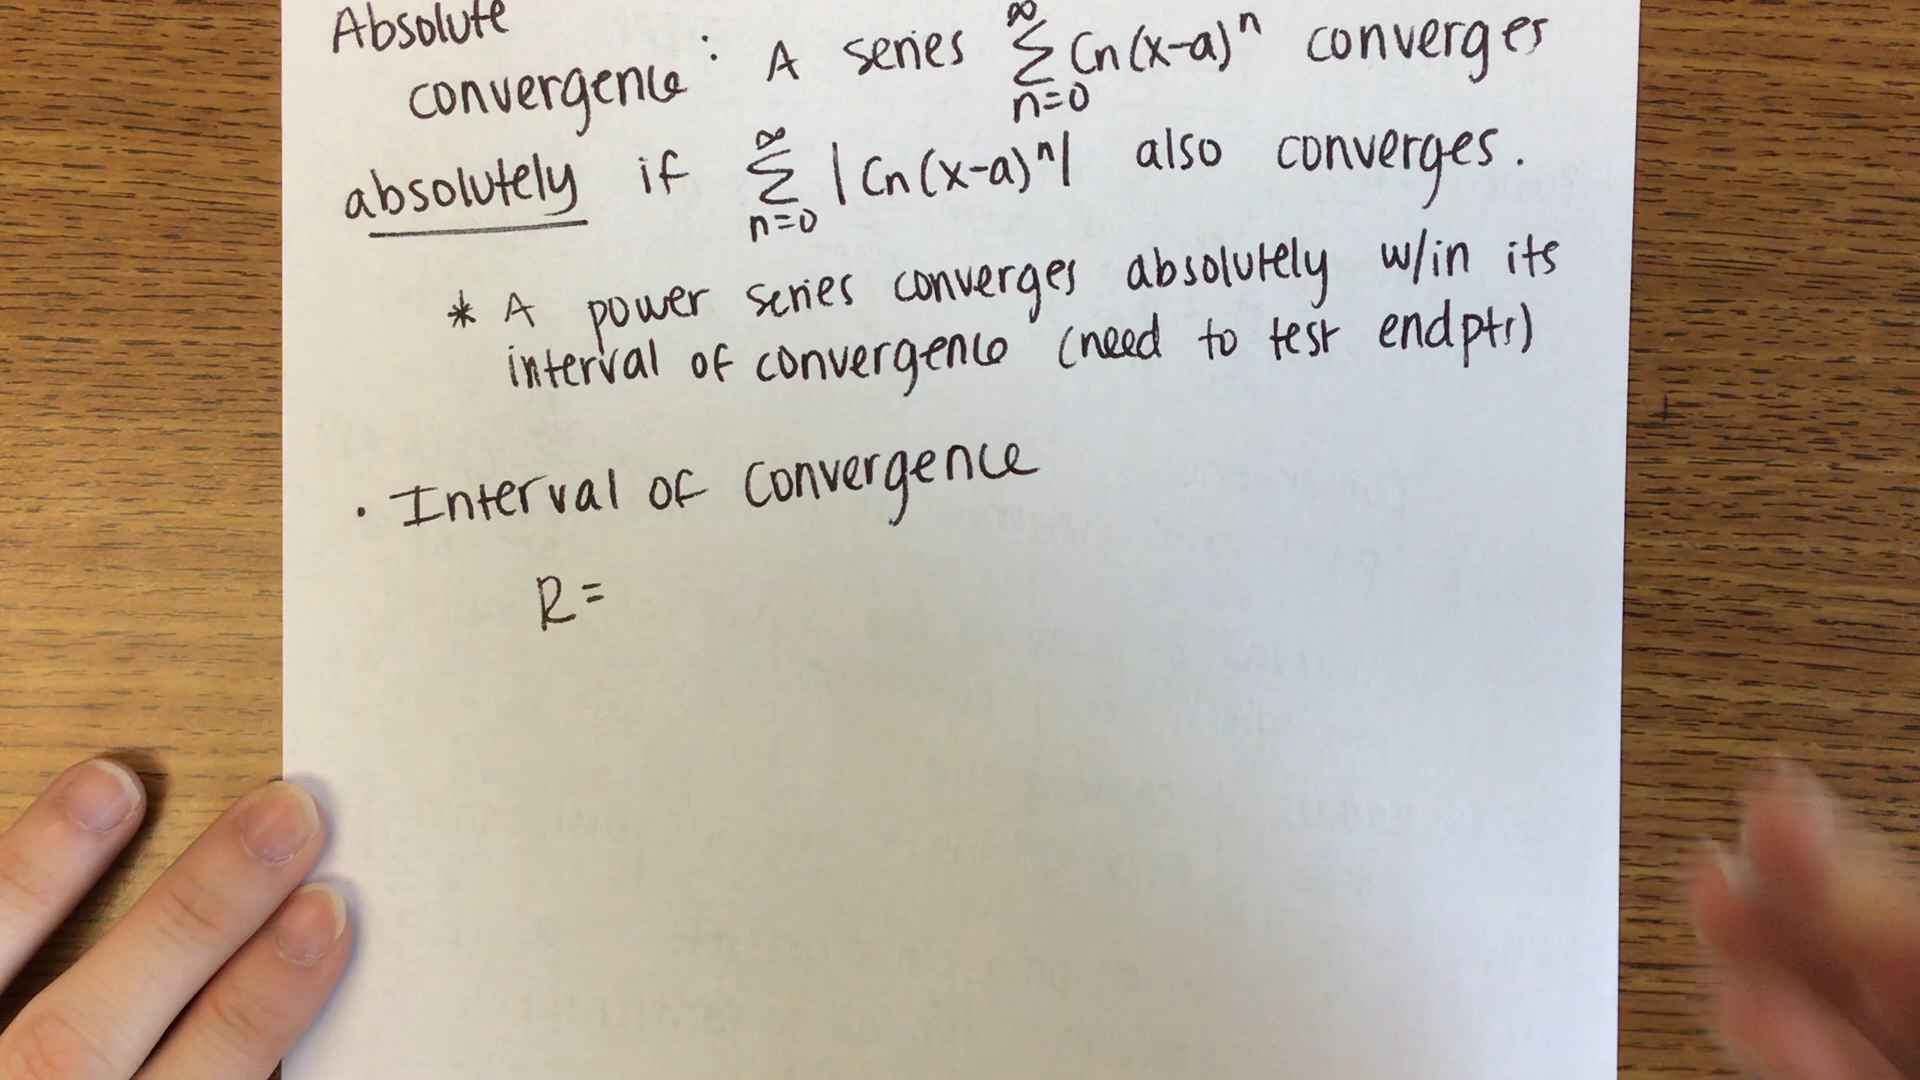 Absolute
convergence : A series ∞∑n=0 Cn(x-a)^n converges
absolutely if ∞∑n=0 |Cn(x-a)^n| also converges.
* A power series converges absolutely w/in its
interval of convergence (need to test endpts)
· Interval of convergence
R=